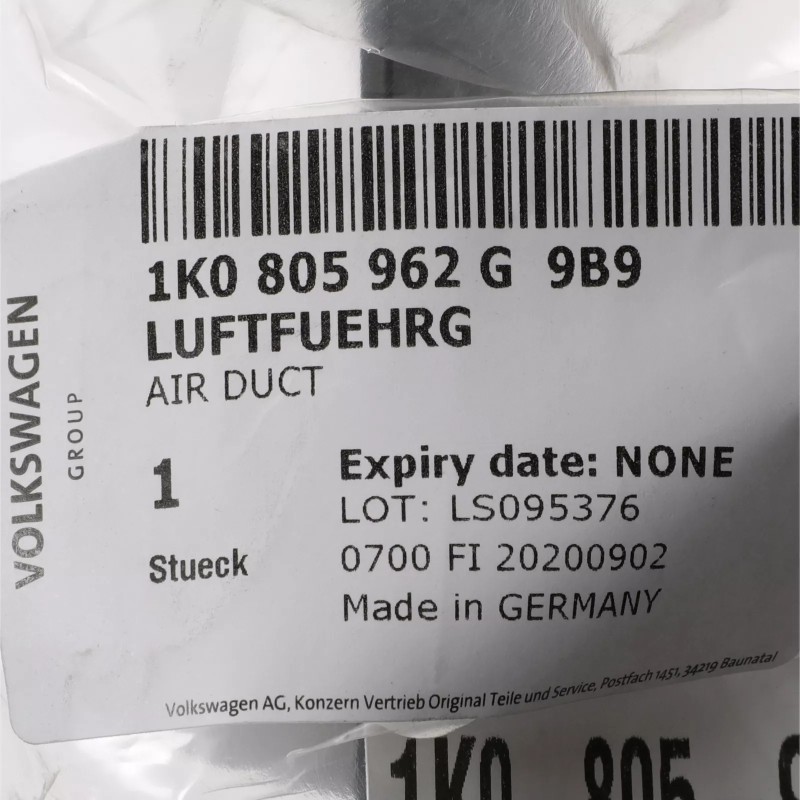 VOLKSWAGEN
GROUP
1K0 805 962 G 9B9
LUFTFUEHRG
AIR DUCT
1
Stueck
Expiry date: NONE
LOT: LS095376
0700 FI 20200902
Made in GERMANY
Volkswagen AG, Konzern Vertrieb Original Teile und Service, Postfach 1451, 34219 Baunatal
1K0 805 9